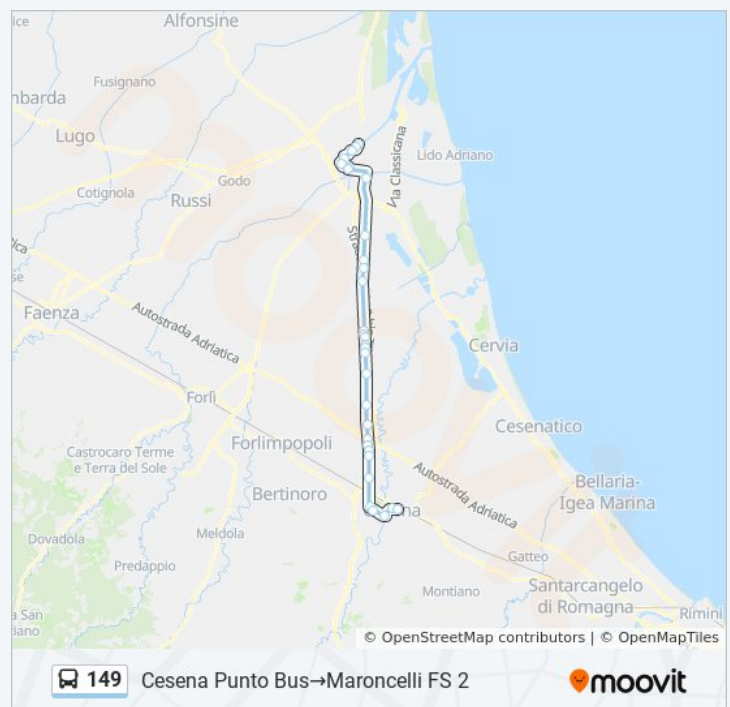 Alfonsine
Fusignano
mbarda
Lugo
Via Classicana
Lido Adriano
Cotignola
Godo
Russi
Faenza
Autostrada Adriatica
Cervia
Forlì
Cesenatico
Castrocaro Terme
e Terra del Sole
Forlimpopoli
Bertinoro
Autostrada Adriatica
Bellaria-
Igea Marina
Dovadola
Meldola
Gatteo
Predappio
Montiano
Santarcangelo
di Romagna
Rimini
a San
© OpenStreetMap contributors | © OpenMapTiles
149 Cesena Punto Bus→Maroncelli FS 2
moovit